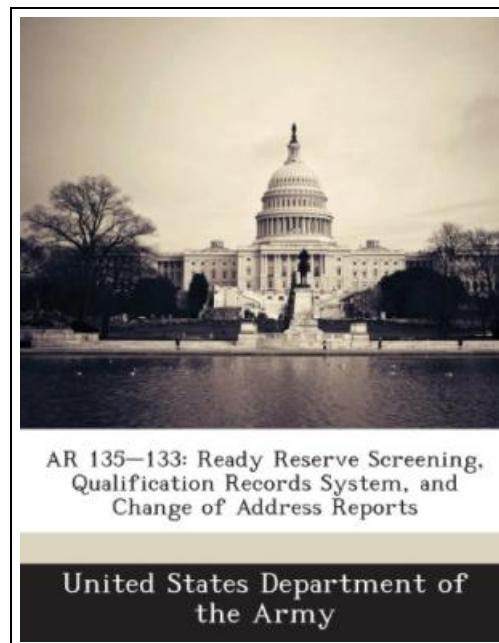 AR 135—133: Ready Reserve Screening,
Qualification Records System, and
Change of Address Reports
United States Department of
the Army